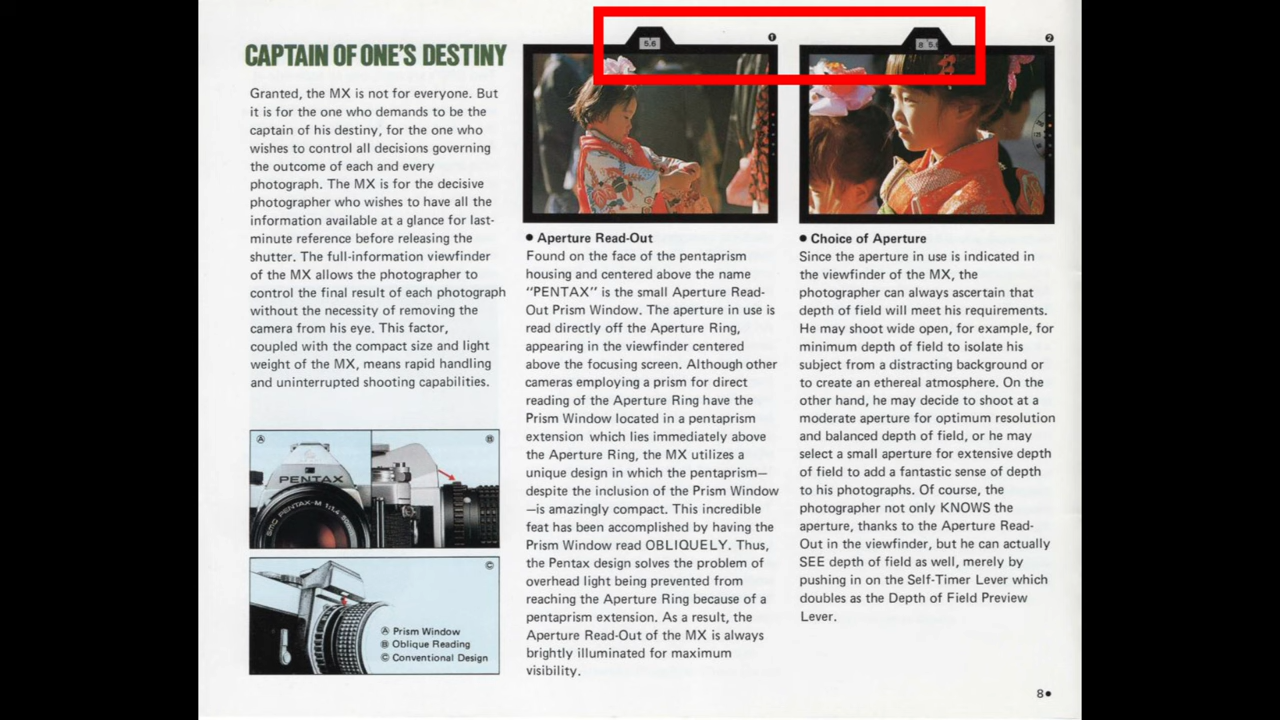 CAPTAIN OF ONE'S DESTINY
Granted, the MX is not for everyone. But
it is for the one who demands to be the
captain of his destiny, for the one who
wishes to control all decisions governing
the outcome of each and every
photograph. The MX is for the decisive
photographer who wishes to have all the
information available at a glance for last-
minute reference before releasing the
shutter. The full-information viewfinder
of the MX allows the photographer to
control the final result of each photograph
without the necessity of removing the
camera from his eye. This factor,
coupled with the compact size and light
weight of the MX, means rapid handling
and uninterrupted shooting capabilities.
A
B
PENTAX
SMC PENTAX-M 1:1.4 50mm
C
Ⓐ Prism Window
Ⓑ Oblique Reading
Ⓒ Conventional Design
5.6
1
● Aperture Read-Out
Found on the face of the pentaprism
housing and centered above the name
"PENTAX" is the small Aperture Read-
Out Prism Window. The aperture in use is
read directly off the Aperture Ring,
appearing in the viewfinder centered
above the focusing screen. Although other
cameras employing a prism for direct
reading of the Aperture Ring have the
Prism Window located in a pentaprism
extension which lies immediately above
the Aperture Ring, the MX utilizes a
unique design in which the pentaprism—
despite the inclusion of the Prism Window
—is amazingly compact. This incredible
feat has been accomplished by having the
Prism Window read OBLIQUELY. Thus,
the Pentax design solves the problem of
overhead light being prevented from
reaching the Aperture Ring because of a
pentaprism extension. As a result, the
Aperture Read-Out of the MX is always
brightly illuminated for maximum
visibility.
8 5.6
2
● Choice of Aperture
Since the aperture in use is indicated in
the viewfinder of the MX, the
photographer can always ascertain that
depth of field will meet his requirements.
He may shoot wide open, for example, for
minimum depth of field to isolate his
subject from a distracting background or
to create an ethereal atmosphere. On the
other hand, he may decide to shoot at a
moderate aperture for optimum resolution
and balanced depth of field, or he may
select a small aperture for extensive depth
of field to add a fantastic sense of depth
to his photographs. Of course, the
photographer not only KNOWS the
aperture, thanks to the Aperture Read-
Out in the viewfinder, but he can actually
SEE depth of field as well, merely by
pushing in on the Self-Timer Lever which
doubles as the Depth of Field Preview
Lever.
8●